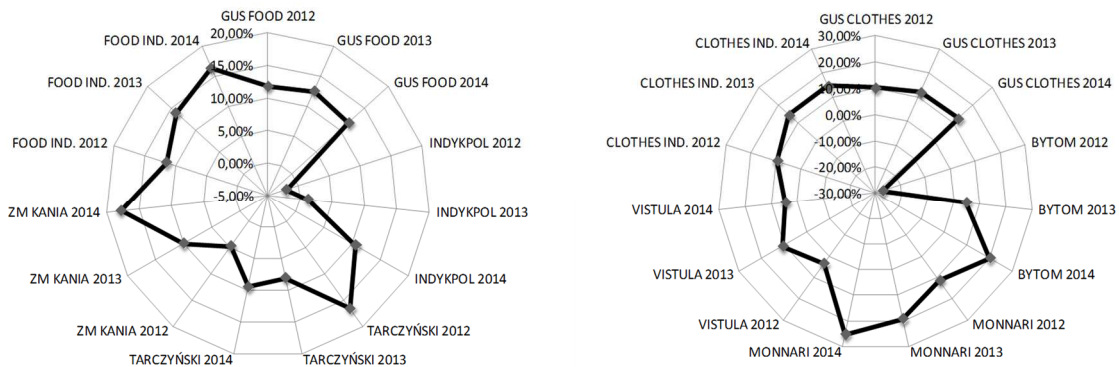 GUS FOOD 2012
20,00%
FOOD IND. 2014
GUS FOOD 2013
15,00%
FOOD IND. 2013
GUS FOOD 2014
10,00%
5,00%
FOOD IND. 2012
INDYKPOL 2012
0,00%
-5,00%
ZM KANIA 2014
INDYKPOL 2013
ZM KANIA 2013
INDYKPOL 2014
ZM KANIA 2012
TARCZYŃSKI 2012
TARCZYŃSKI 2014
TARCZYŃSKI 2013
GUS CLOTHES 2012
30,00%
CLOTHES IND. 2014
GUS CLOTHES 2013
20,00%
CLOTHES IND. 2013
GUS CLOTHES 2014
10,00%
0,00%
CLOTHES IND. 2012
BYTOM 2012
-10,00%
-20,00%
-30,00%
VISTULA 2014
BYTOM 2013
VISTULA 2013
BYTOM 2014
VISTULA 2012
MONNARI 2012
MONNARI 2014
MONNARI 2013